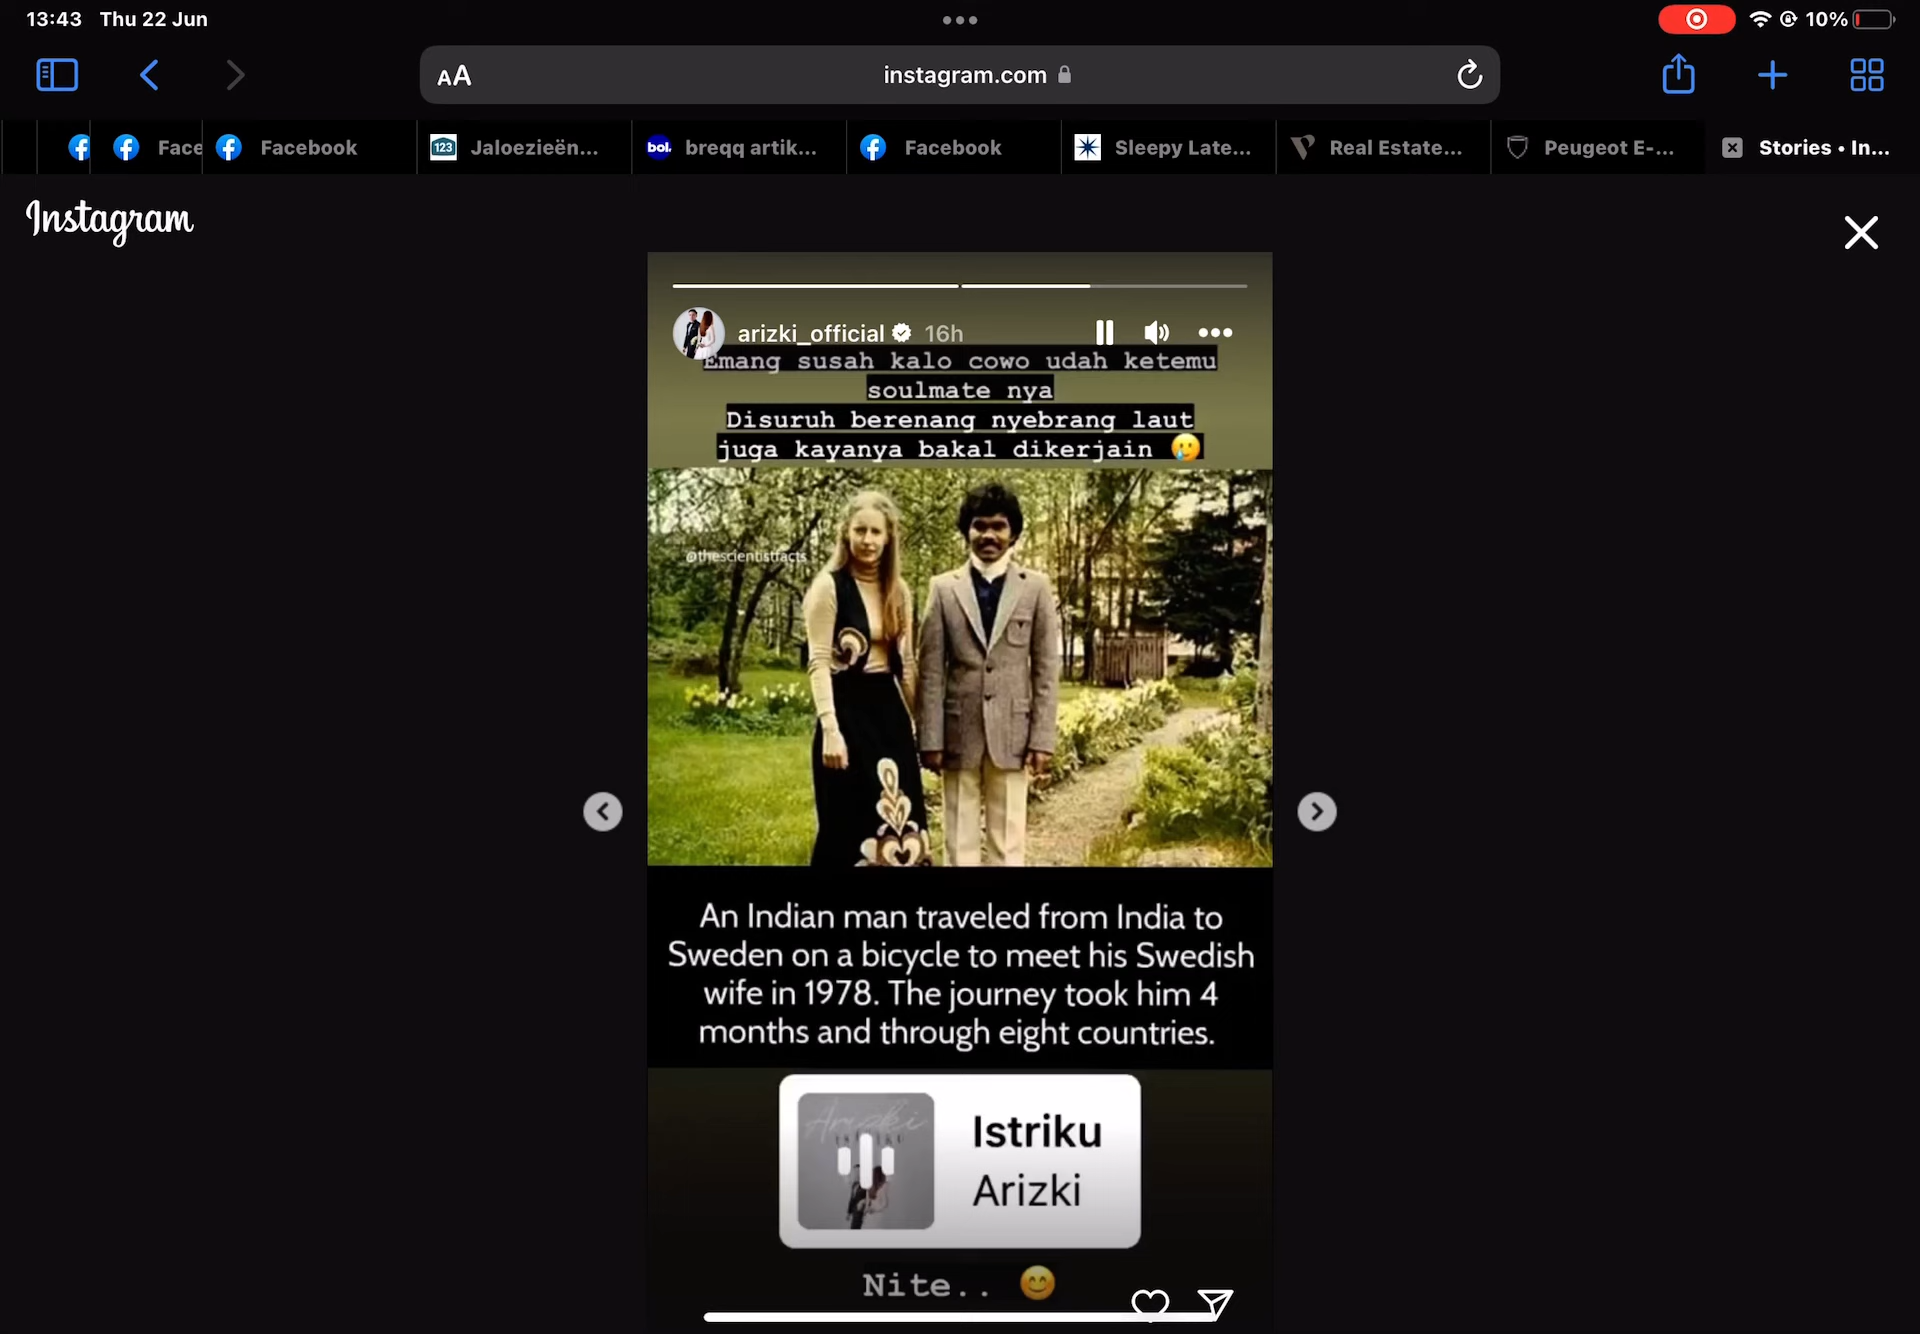 13:43 Thu 22 Jun
10%
AA
instagram.com
Face
Facebook
123
Jaloezieën...
bol.
breqq artik...
Facebook
Sleepy Late...
Real Estate...
Peugeot E-...
Stories • In...
Instagram
arizki_official 16h
Emang susah kalo cowo udah ketemu
soulmate nya
Disuruh berenang nyebrang laut
juga kayanya bakal dikerjain 🥲
@thescientistfacts
An Indian man traveled from India to
Sweden on a bicycle to meet his Swedish
wife in 1978. The journey took him 4
months and through eight countries.
Arizki
ISTRIKU
Istriku
Arizki
Nite.. 😊